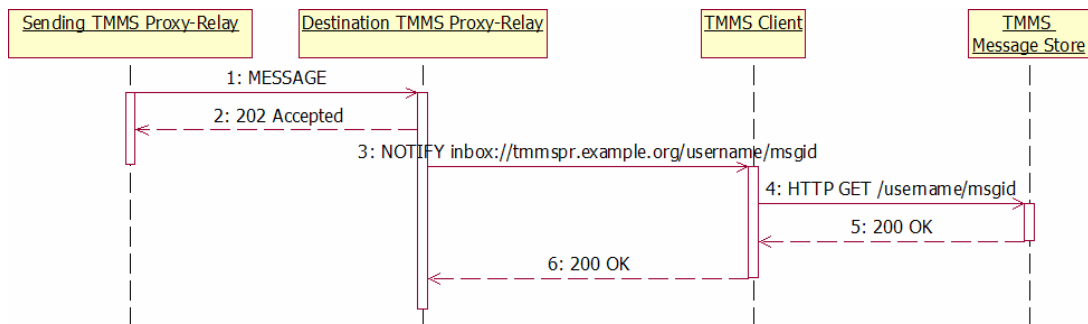 Sending TMMS Proxy-Relay
Destination TMMS Proxy-Relay
TMMS Client
TMMS
Message Store
1: MESSAGE
2: 202 Accepted
3: NOTIFY inbox://tmmspr.example.org/username/msgid
4: HTTP GET /username/msgid
5: 200 OK
6: 200 OK